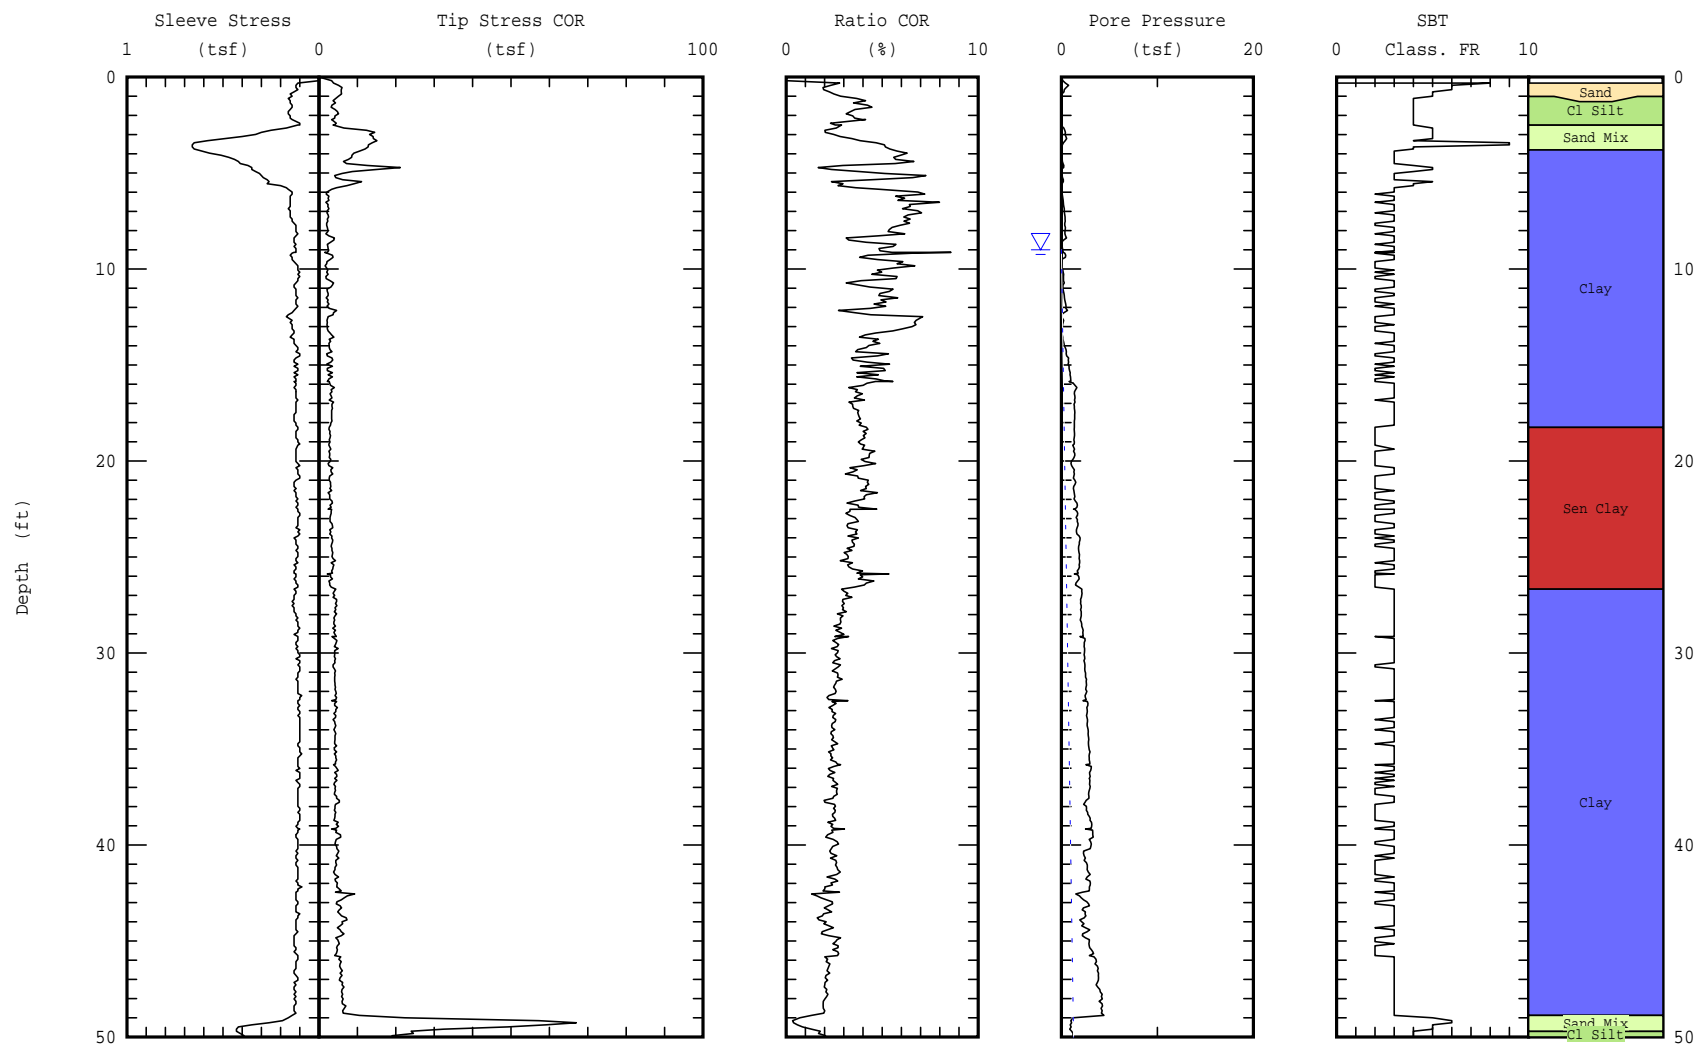 Sleeve Stress Tip Stress COR Ratio COR Pore Pressure SBT
1 (tsf) 0 (tsf) 100 0 (%) 10 0 (tsf) 20 0 Class. FR 10
0 0
Sand
Cl Silt
Sand Mix
10 10
Clay
20 20
Sen Clay
Depth (ft)
30 30
Clay
40 40
Sand Mix
Cl Silt
50 50